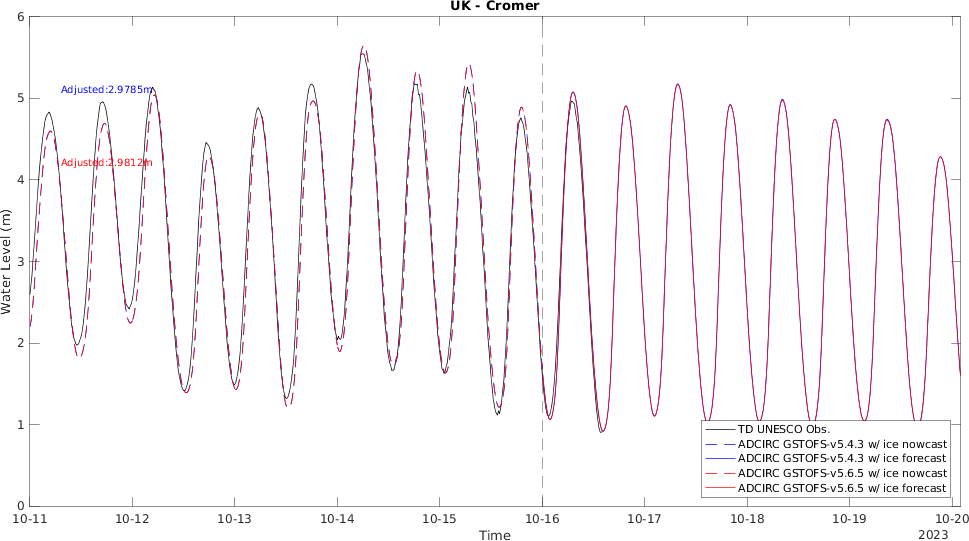 UK - Cromer
6
5
4
3
2
1
0
Water Level (m)
Adjusted:2.9785m
Adjusted:2.9812m
TD UNESCO Obs.
ADCIRC GSTOFS-v5.4.3 w/ ice nowcast
ADCIRC GSTOFS-v5.4.3 w/ ice forecast
ADCIRC GSTOFS-v5.6.5 w/ ice nowcast
ADCIRC GSTOFS-v5.6.5 w/ ice forecast
10-11 10-12 10-13 10-14 10-15 10-16 10-17 10-18 10-19 10-20
Time
2023